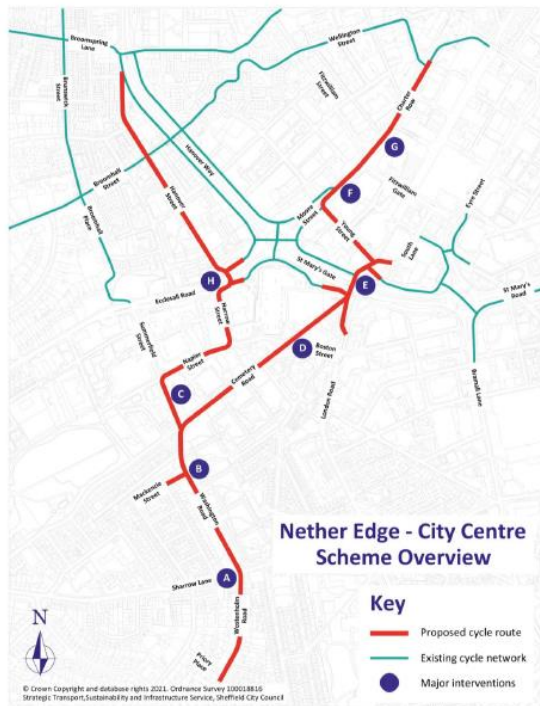 Broomspring
Lane
Brunswick
Street
Wellington
Street
Fitzwilliam
Street
Charter
Row
G
Hanover Way
Broomhall
Street
Fitzwilliam
Gate
F
Eyre Street
Broomhall
Place
Hanover
Street
Moore
Street
Young
Street
South
Lane
St Mary's Gate
H
E
St Mary's
Road
Ecclesall Road
Harrow
Street
Summerfield
Street
D
Boston
Street
Napier
Street
Cemetery
Road
London Road
Bramall Lane
C
B
Mackenzie
Street
Washington
Road
Nether Edge - City Centre
Scheme Overview
Sharrow Lane
A
Key
Wostenholm
Road
N
Proposed cycle route
Existing cycle network
Priory
Place
Major interventions
© Crown Copyright and database rights 2021. Ordnance Survey 100018816
Strategic Transport,Sustainability and Infrastructure Service, Sheffield City Council